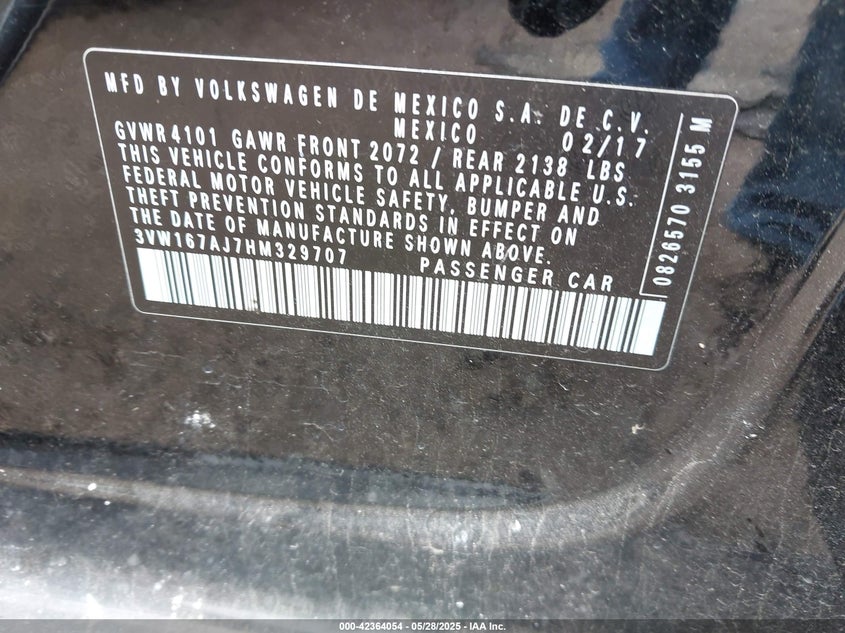 MFD BY VOLKSWAGEN DE MEXICO S.A. DE C.V.
MEXICO 02/17
GVWR 4101 GAWR FRONT 2072 / REAR 2138 LBS
THIS VEHICLE CONFORMS TO ALL APPLICABLE U.S.
FEDERAL MOTOR VEHICLE SAFETY, BUMPER AND
THEFT PREVENTION STANDARDS IN EFFECT ON
THE DATE OF MANUFACTURE SHOWN ABOVE.
3VW167AJ7HM329707 PASSENGER CAR
0826570 3155 M
000-42364054 - 05/28/2025 - IAA Inc.